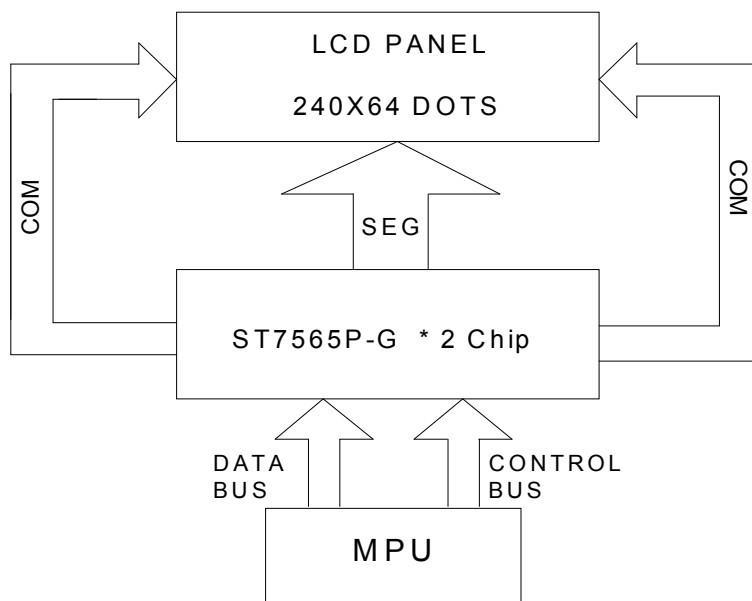 LCD PANEL
240X64 DOTS
COM
COM
SEG
ST7565P-G * 2 Chip
DATA
BUS
CONTROL
BUS
MPU